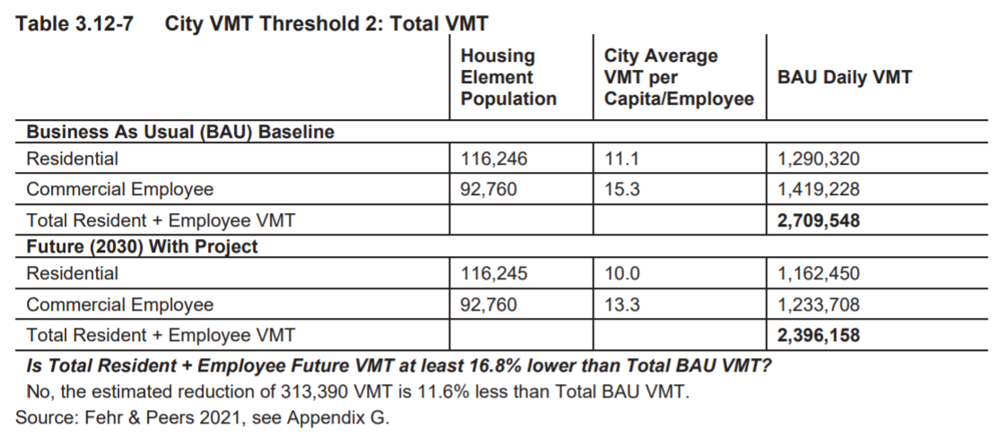 Table 3.12-7 City VMT Threshold 2: Total VMT
Housing Element Population City Average VMT per Capita/Employee BAU Daily VMT
Business As Usual (BAU) Baseline
Residential 116,246 11.1 1,290,320
Commercial Employee 92,760 15.3 1,419,228
Total Resident + Employee VMT 2,709,548
Future (2030) With Project
Residential 116,245 10.0 1,162,450
Commercial Employee 92,760 13.3 1,233,708
Total Resident + Employee VMT 2,396,158
Is Total Resident + Employee Future VMT at least 16.8% lower than Total BAU VMT?
No, the estimated reduction of 313,390 VMT is 11.6% less than Total BAU VMT.
Source: Fehr & Peers 2021, see Appendix G.